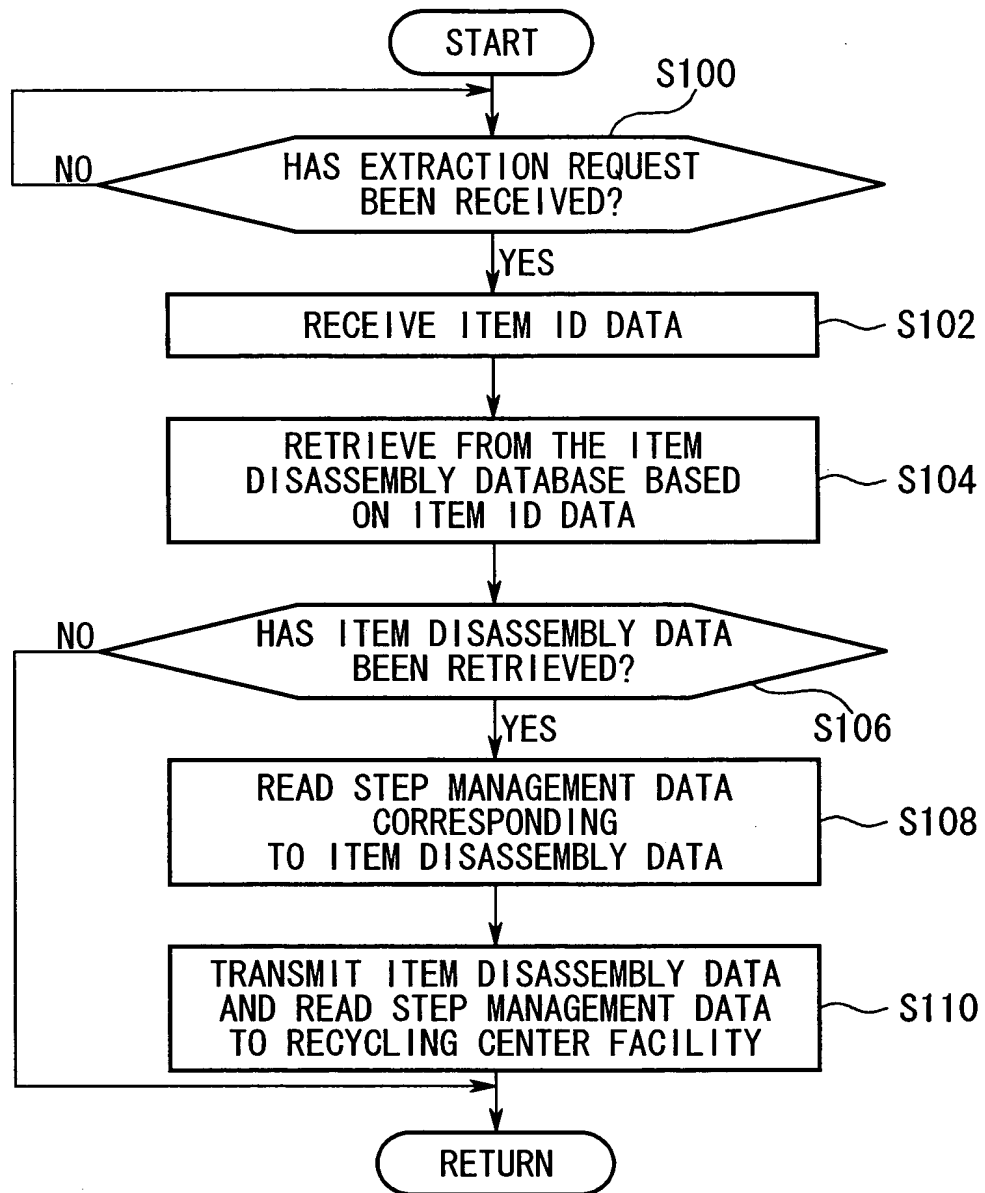 START
S100
HAS EXTRACTION REQUEST
BEEN RECEIVED?
NO
YES
RECEIVE ITEM ID DATA
S102
RETRIEVE FROM THE ITEM
DISASSEMBLY DATABASE BASED
ON ITEM ID DATA
S104
NO
HAS ITEM DISASSEMBLY DATA
BEEN RETRIEVED?
S106
YES
READ STEP MANAGEMENT DATA
CORRESPONDING
TO ITEM DISASSEMBLY DATA
S108
TRANSMIT ITEM DISASSEMBLY DATA
AND READ STEP MANAGEMENT DATA
TO RECYCLING CENTER FACILITY
S110
RETURN